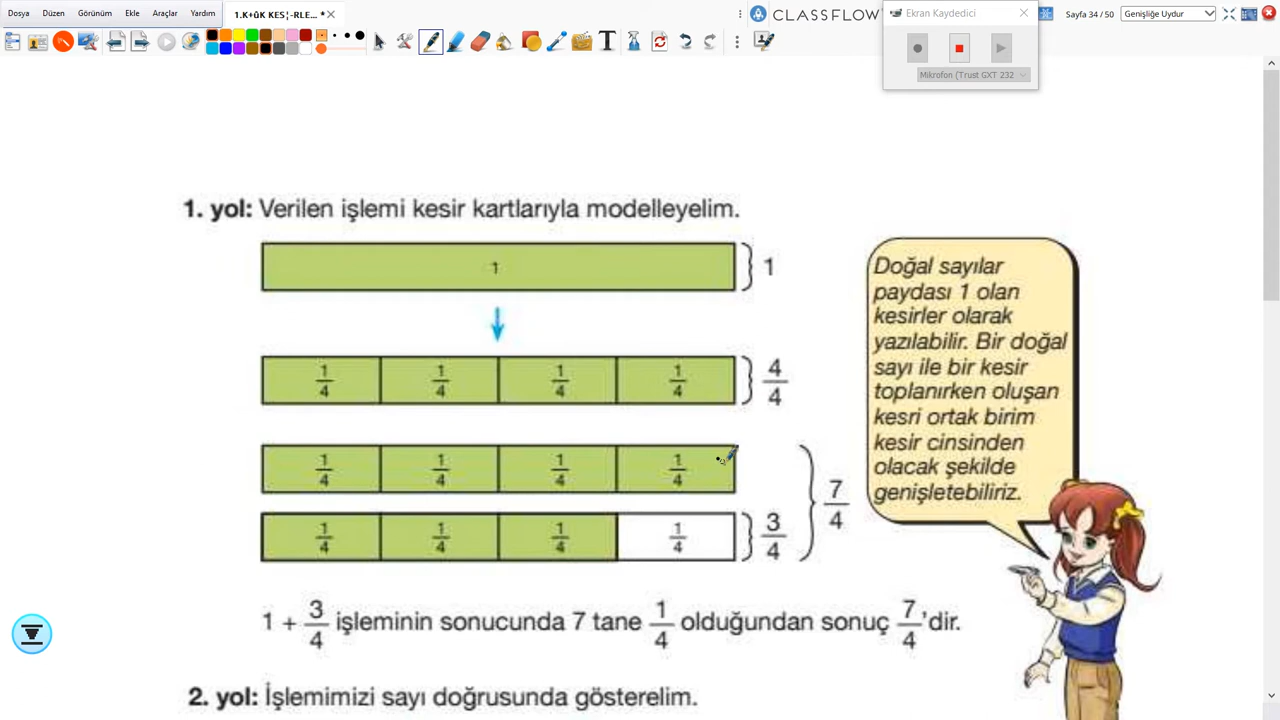 Dosya Düzen Görünüm Ekle Araçlar Yardım
1.K+ûK KES¦-RLE... *
CLASSFLOW
Ekran Kaydedici
Sayfa 34 / 50
Genişliğe Uydur
Mikrofon (Trust GXT 232
1. yol: Verilen işlemi kesir kartlarıyla modelleyelim.
1 } 1
1/4 1/4 1/4 1/4 } 4/4
1/4 1/4 1/4 1/4
1/4 1/4 1/4 1/4 } 3/4 } 7/4
Doğal sayılar
paydası 1 olan
kesirler olarak
yazılabilir. Bir doğal
sayı ile bir kesir
toplanırken oluşan
kesri ortak birim
kesir cinsinden
olacak şekilde
genişletebiliriz.
1 + 3/4 işleminin sonucunda 7 tane 1/4 olduğundan sonuç 7/4'dir.
2. yol: İşlemimizi sayı doğrusunda gösterelim.